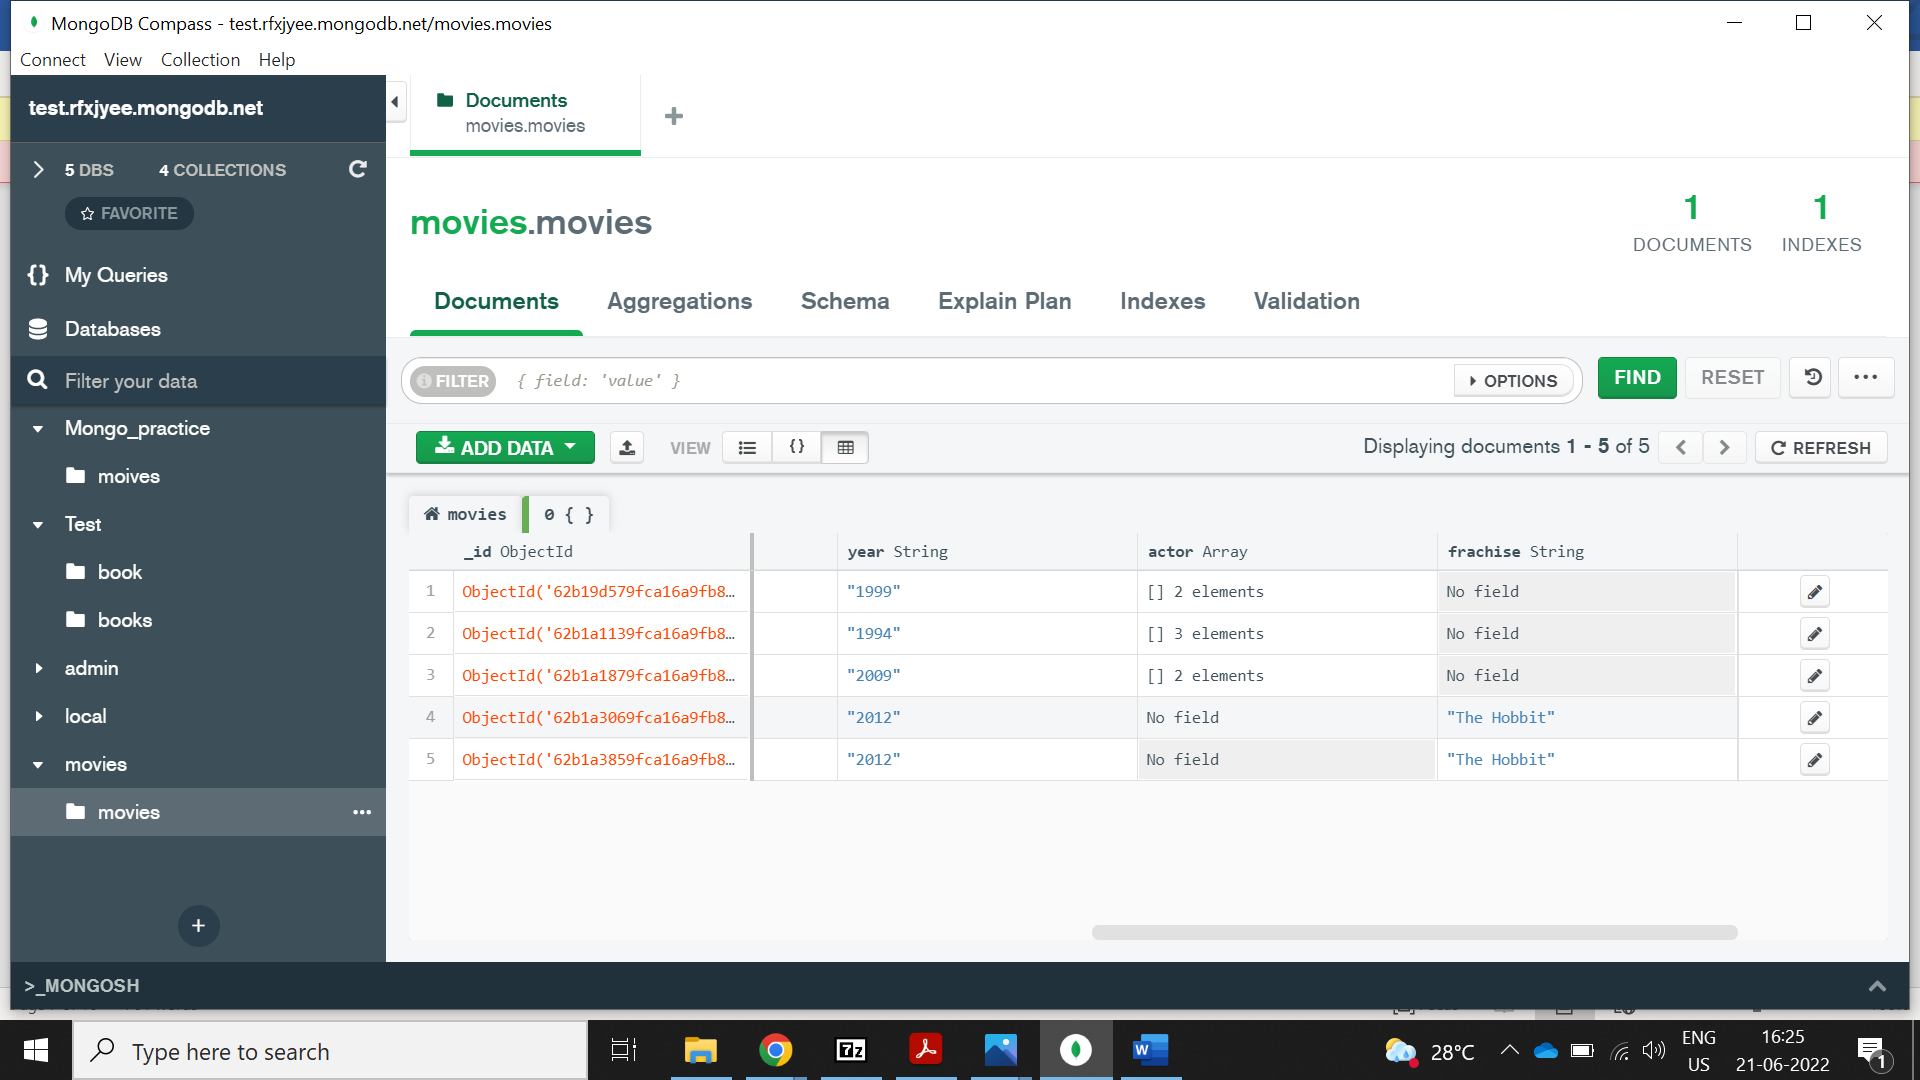 MongoDB Compass - test.rfxjyee.mongodb.net/movies.movies
Connect View Collection Help
test.rfxjyee.mongodb.net
5 DBS 4 COLLECTIONS
FAVORITE
{} My Queries
Databases
Filter your data
Mongo_practice
moives
Test
book
books
admin
local
movies
movies
Documents
movies.movies
movies.movies
1
DOCUMENTS
1
INDEXES
Documents Aggregations Schema Explain Plan Indexes Validation
FILTER { field: 'value' } OPTIONS FIND RESET
ADD DATA VIEW {} Displaying documents 1 - 5 of 5 REFRESH
movies 0 { }
_id ObjectId year String actor Array frachise String
1 ObjectId('62b19d579fca16a9fb8… "1999" [] 2 elements No field
2 ObjectId('62b1a1139fca16a9fb8… "1994" [] 3 elements No field
3 ObjectId('62b1a1879fca16a9fb8… "2009" [] 2 elements No field
4 ObjectId('62b1a3069fca16a9fb8… "2012" No field "The Hobbit"
5 ObjectId('62b1a3859fca16a9fb8… "2012" No field "The Hobbit"
>_MONGOSH
Type here to search
7z
W
28°C
ENG
US
16:25
21-06-2022
1